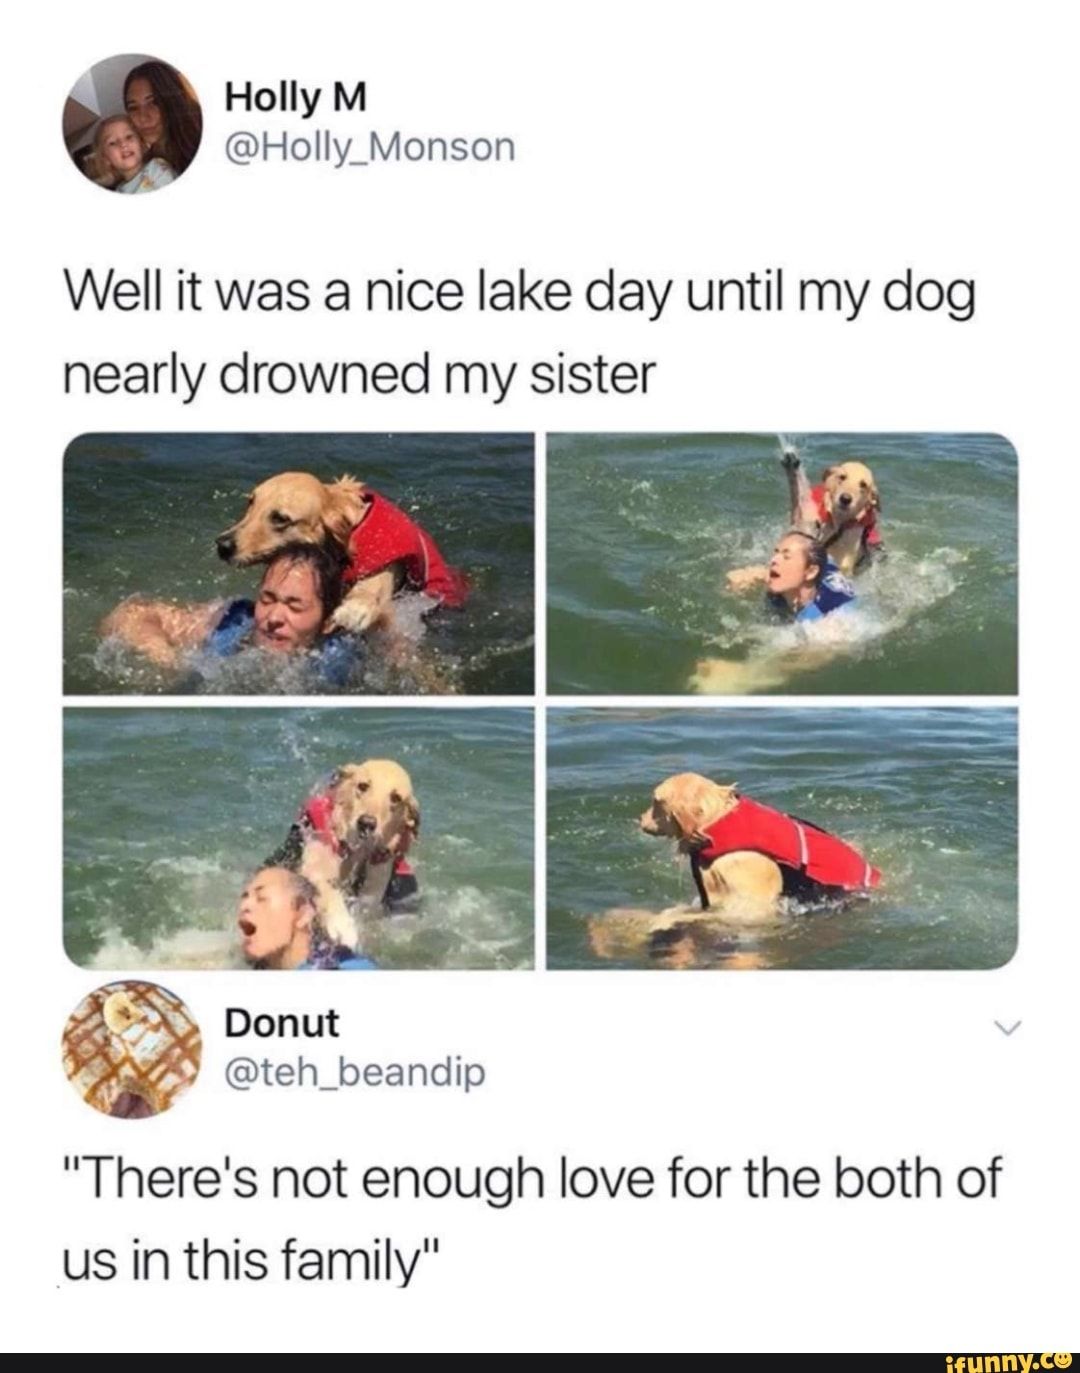 Holly M
@Holly_Monson
Well it was a nice lake day until my dog
nearly drowned my sister
Donut
@teh_beandip
"There's not enough love for the both of
us in this family"
ifunny.co